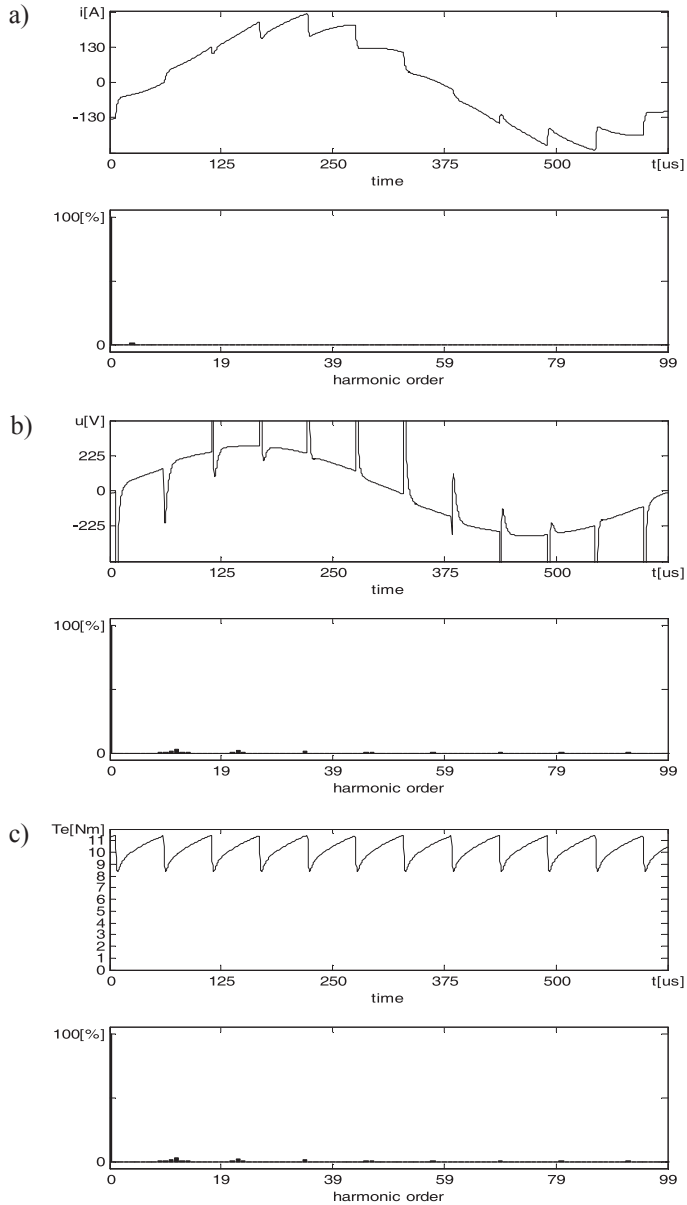 a)
i[A]
130
0
-130
0 125 250 375 500 t[us]
time
100[%]
0
0 19 39 59 79 99
harmonic order
b)
u[V]
225
0
-225
0 125 250 375 500 t[us]
time
100[%]
0
0 19 39 59 79 99
harmonic order
c)
Te[Nm]
11
10
9
8
7
6
5
4
3
2
1
0
0 125 250 375 500 t[us]
time
100[%]
0
0 19 39 59 79 99
harmonic order